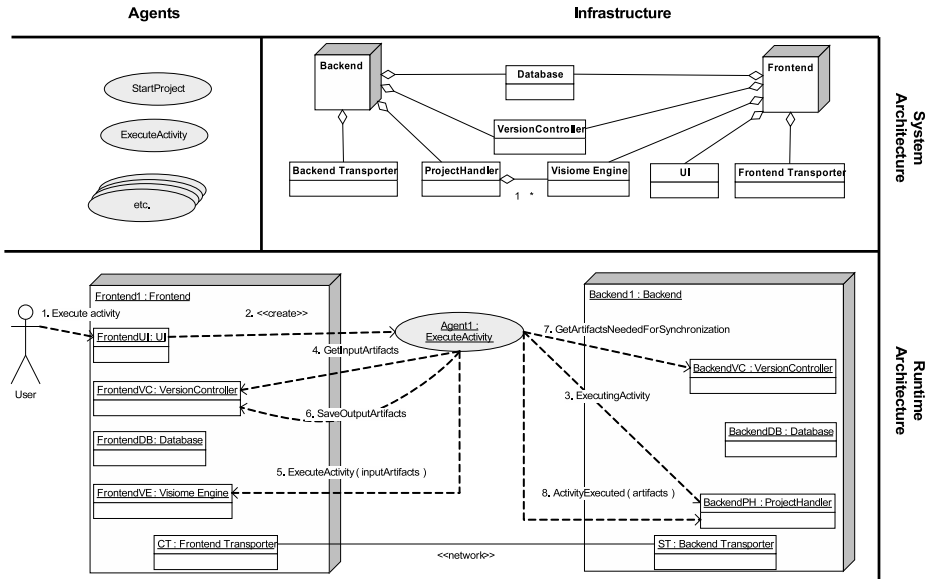 Agents
Infrastructure
System
Architecture
StartProject
ExecuteActivity
etc.
Backend
Database
Frontend
VersionController
Backend Transporter
ProjectHandler
Visiome Engine
UI
Frontend Transporter
1 *
Runtime
Architecture
Frontend1 : Frontend
Backend1 : Backend
1. Execute activity
2. <<create>>
Agent1 :
ExecuteActivity
7. GetArtifactsNeededForSynchronization
FrontendUI: UI
4. GetInputArtifacts
BackendVC : VersionController
User
FrontendVC : VersionController
3. ExecutingActivity
6. SaveOutputArtifacts
BackendDB : Database
FrontendDB: Database
5. ExecuteActivity ( inputArtifacts )
FrontendVE : Visiome Engine
8. ActivityExecuted ( artifacts )
BackendPH : ProjectHandler
CT : Frontend Transporter
<<network>>
ST : Backend Transporter